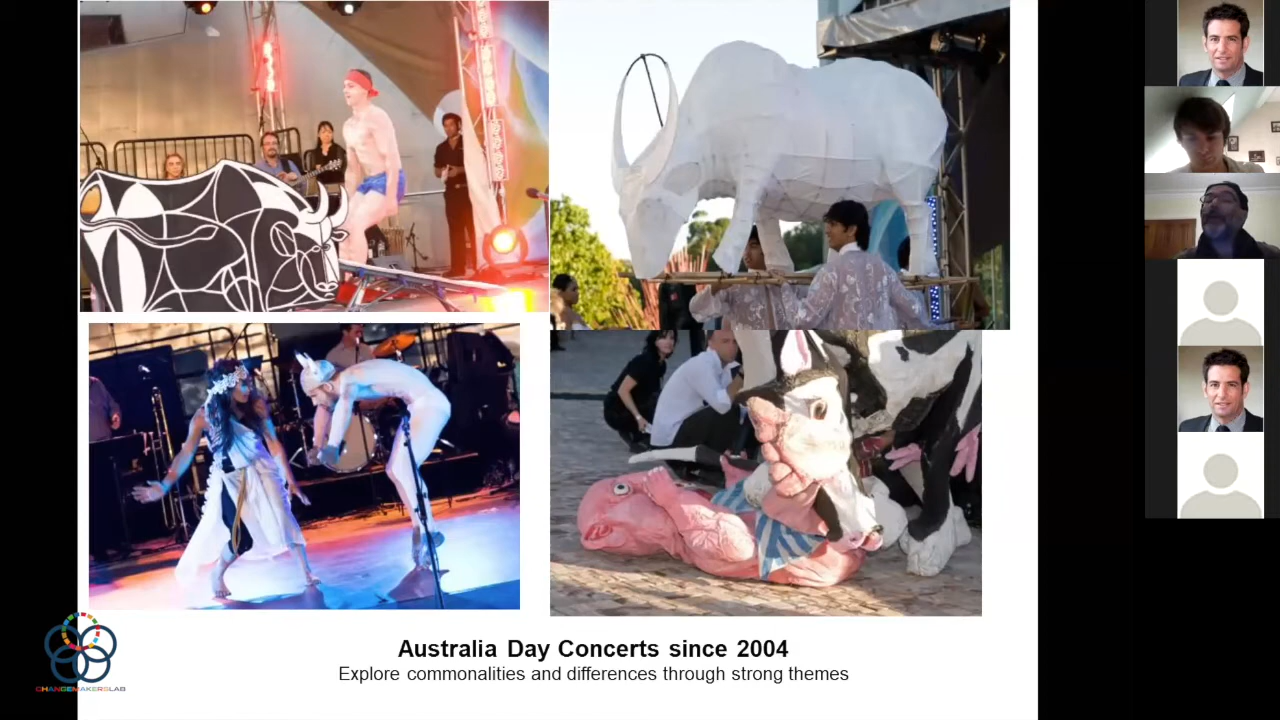 Australia Day Concerts since 2004
Explore commonalities and differences through strong themes
CHANGEMAKERSLAB